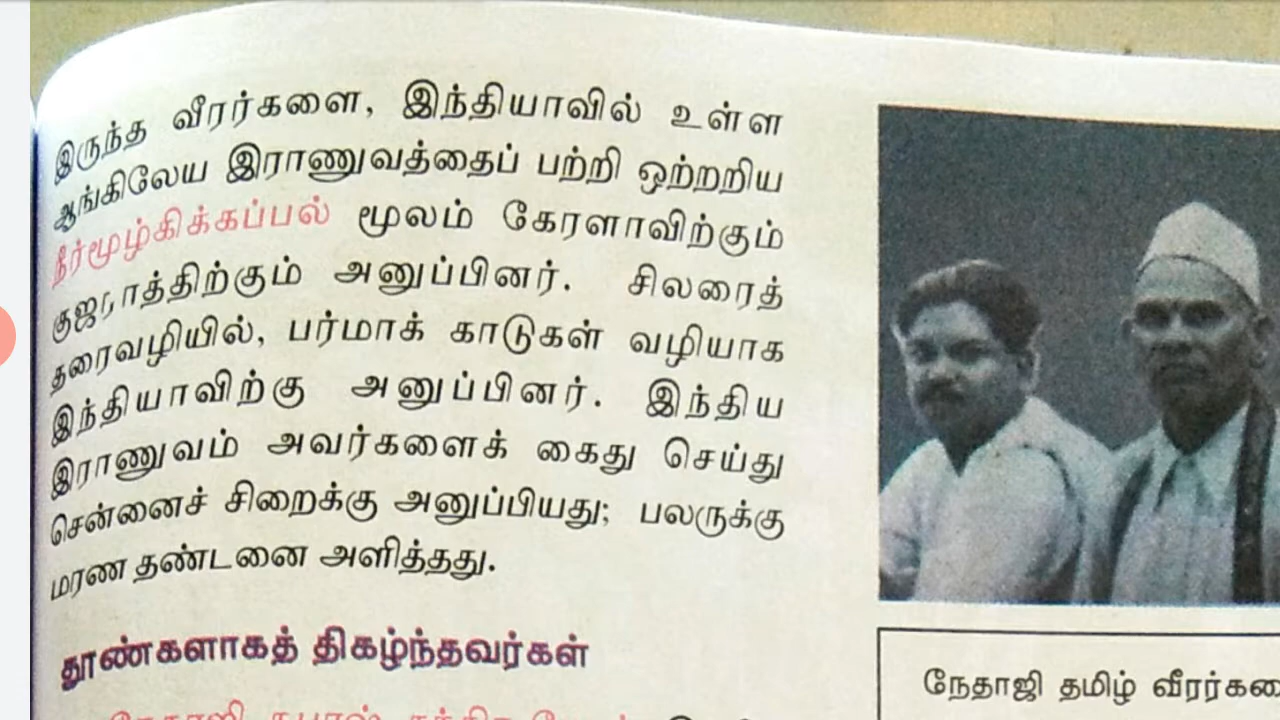 இருந்த வீரர்களை, இந்தியாவில் உள்ள
ஆங்கிலேய இராணுவத்தைப் பற்றி ஒற்றறிய
நீர்மூழ்கிக்கப்பல் மூலம் கேரளாவிற்கும்
குஜராத்திற்கும் அனுப்பினர். சிலரைத்
தரைவழியில், பர்மாக் காடுகள் வழியாக
இந்தியாவிற்கு அனுப்பினர். இந்திய
இராணுவம் அவர்களைக் கைது செய்து
சென்னைச் சிறைக்கு அனுப்பியது; பலருக்கு
மரண தண்டனை அளித்தது.
தூண்களாகத் திகழ்ந்தவர்கள்
நேதாஜி தமிழ்